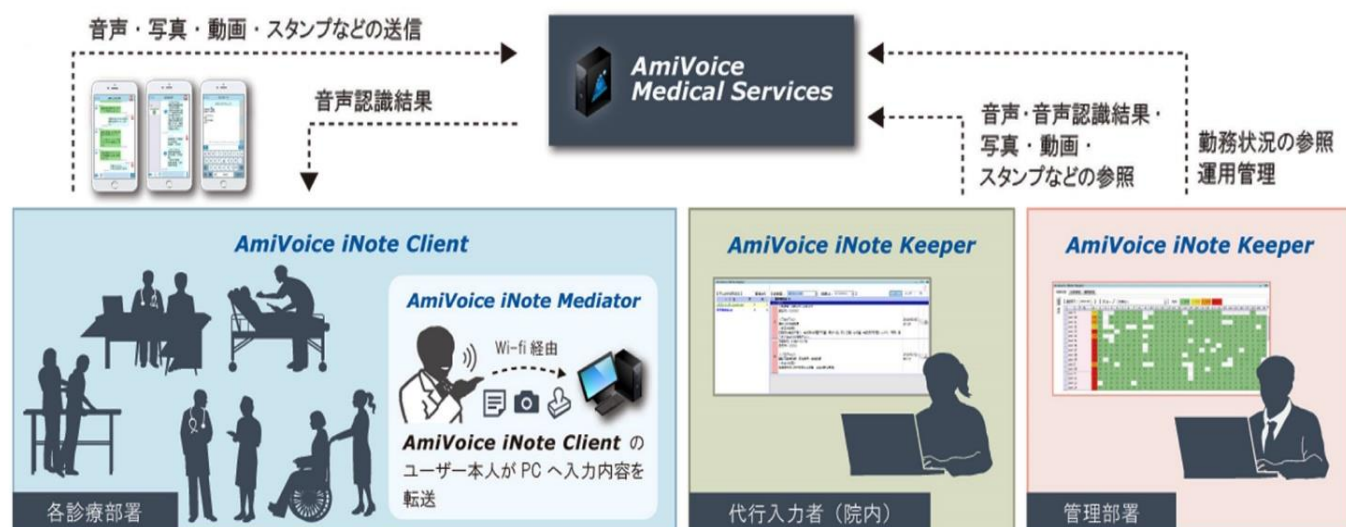 音声・写真・動画・スタンプなどの送信
音声認識結果
AmiVoice
Medical Services
音声・音声認識結果・
写真・動画・
スタンプなどの参照
勤務状況の参照
運用管理
AmiVoice iNote Client
AmiVoice iNote Mediator
Wi-fi 経由
AmiVoice iNote Client の
ユーザー本人が PC へ入力内容を
転送
各診療部署
AmiVoice iNote Keeper
代行入力者（院内）
AmiVoice iNote Keeper
管理部署